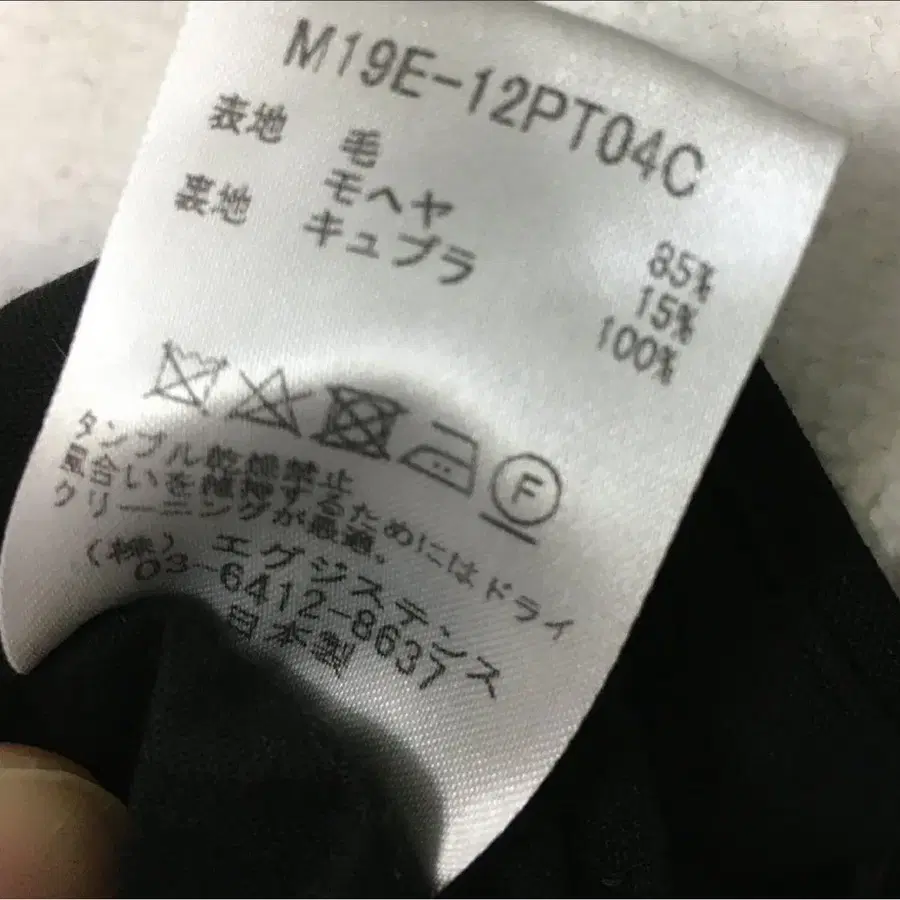 M19E-12PT04C
表地 毛 85%
モヘヤ 15%
裏地 キュプラ 100%
F
タンブル乾燥禁止
風合いを維持するためにはドライ
クリーニングが最適。
(株) エグジステンス
03-6412-8637
日本製